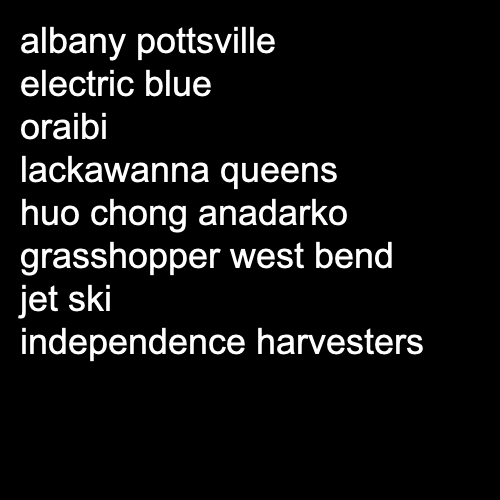 albany pottsville
electric blue
oraibi
lackawanna queens
huo chong anadarko
grasshopper west bend
jet ski
independence harvesters